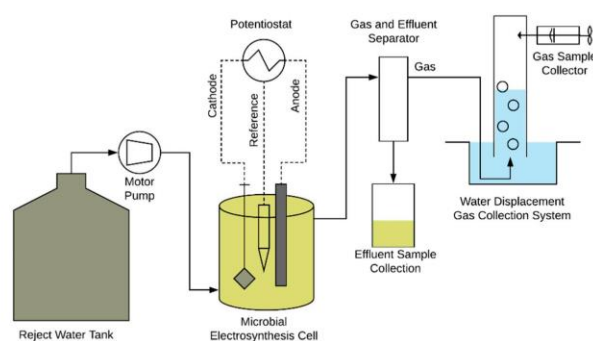 Potentiostat
Cathode
Reference
Anode
Gas and Effluent
Separator
Gas
Gas Sample
Collector
Motor
Pump
Water Displacement
Gas Collection System
Effluent Sample
Collection
Reject Water Tank
Microbial
Electrosynthesis Cell